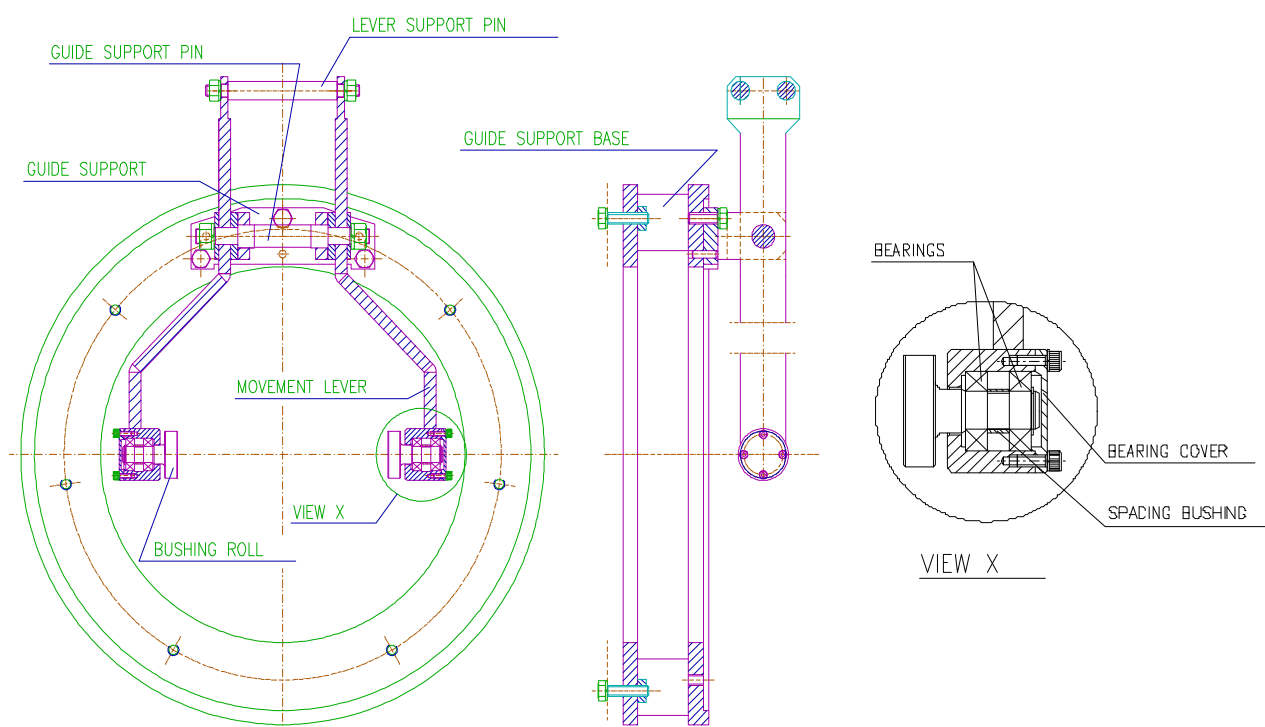 LEVER SUPPORT PIN
GUIDE SUPPORT PIN
GUIDE SUPPORT BASE
GUIDE SUPPORT
BEARINGS
MOVEMENT LEVER
BEARING COVER
VIEW X
SPADING BUSHING
BUSHING ROLL
VIEW X